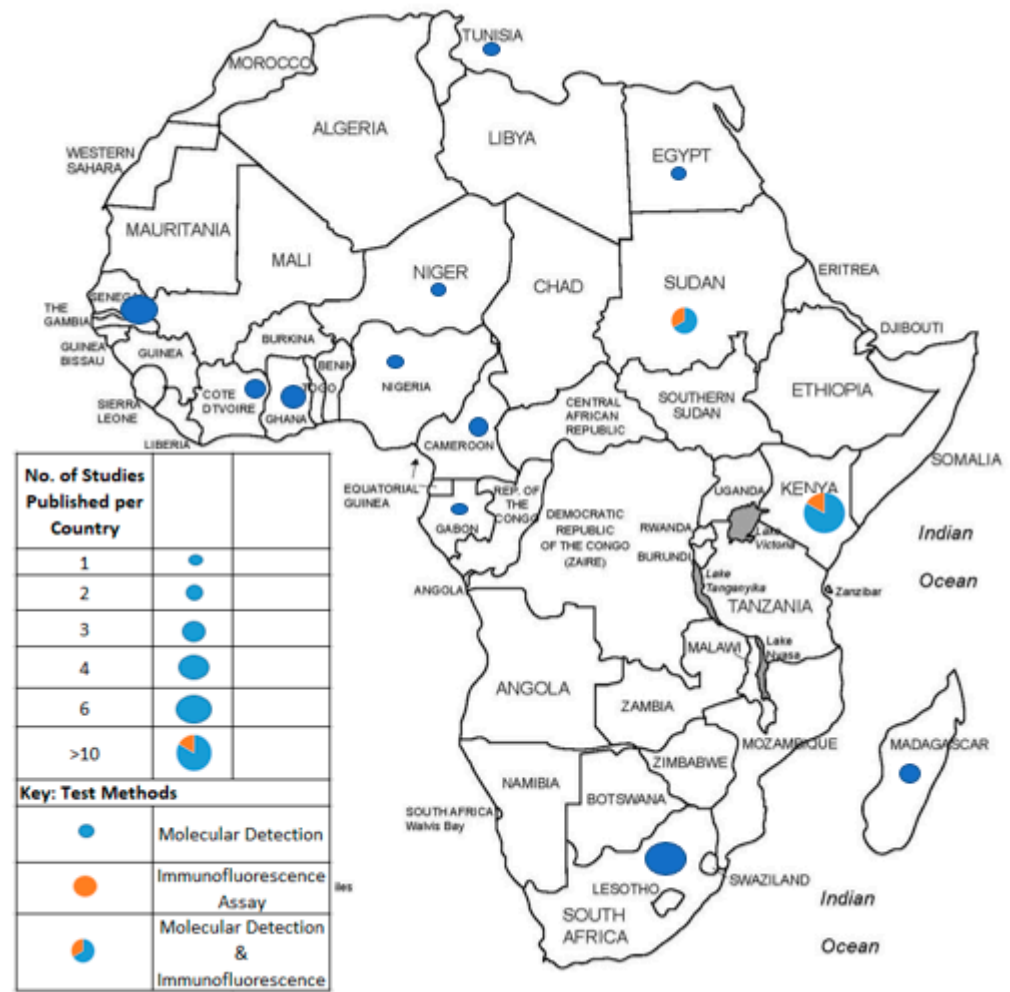 TUNISIA
MOROCCO
ALGERIA
LIBYA
EGYPT
WESTERN
SAHARA
MAURITANIA
MALI
NIGER
CHAD
SUDAN
ERITREA
SENEGA
THE
GAMBIA
DJIBOUTI
GUINEA
BISSAU
GUINEA
BURKINA
BENIN
NIGERIA
ETHIOPIA
SIERRA
LEONE
COTE
D'TVOIRE
TOGO
GHANA
CENTRAL
AFRICAN
REPUBLIC
SOUTHERN
SUDAN
LIBERIA
CAMEROON
SOMALIA
EQUATORIAL
GUINEA
REP. OF
THE
CONGO
UGANDA
KENYA
GABON
DEMOCRATIC
REPUBLIC
OF THE CONGO
(ZAIRE)
RWANDA
Lake
Victoria
Indian
Ocean
BURUNDI
ANGOLA
Lake
Tanganyika
TANZANIA
Zanzibar
MALAWI
Lake
Nyasa
ANGOLA
ZAMBIA
MOZAMBIQUE
MADAGASCAR
ZIMBABWE
NAMIBIA
BOTSWANA
SOUTH AFRICA
Walvis Bay
SWAZILAND
LESOTHO
SOUTH
AFRICA
Indian
Ocean
iles
No. of Studies
Published per
Country
1
2
3
4
6
>10
Key: Test Methods
Molecular Detection
Immunofluorescence
Assay
Molecular Detection
&
Immunofluorescence